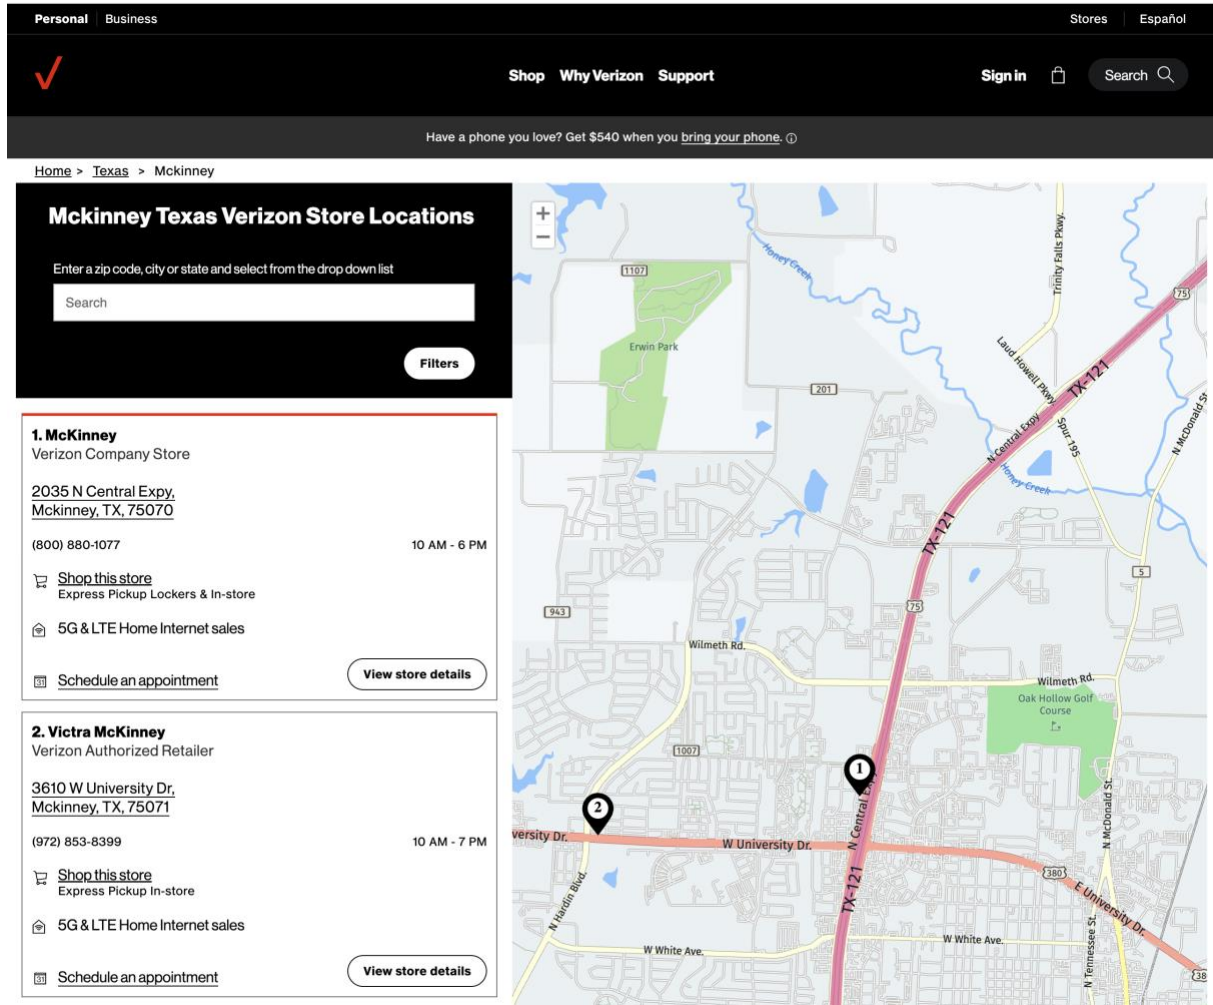 Personal Business Stores Español
Shop Why Verizon Support Sign in Search
Have a phone you love? Get $540 when you bring your phone.
Home > Texas > Mckinney
Mckinney Texas Verizon Store Locations
Enter a zip code, city or state and select from the drop down list
Search
Filters
1. McKinney
Verizon Company Store
2035 N Central Expy,
Mckinney, TX, 75070
(800) 880-1077 10 AM - 6 PM
Shop this store
Express Pickup Lockers & In-store
5G & LTE Home Internet sales
31 Schedule an appointment View store details
2. Victra McKinney
Verizon Authorized Retailer
3610 W University Dr,
Mckinney, TX, 75071
(972) 853-8399 10 AM - 7 PM
Shop this store
Express Pickup In-store
5G & LTE Home Internet sales
31 Schedule an appointment View store details
+
−
Honey Creek
Trinity Falls Pkwy.
1107
75
Erwin Park
Laud Howell Pkwy.
TX-121
201
N Central Expy
Spur 195
N McDonald St
Honey Creek
TX-121
5
943
75
Wilmeth Rd.
Wilmeth Rd.
Oak Hollow Golf
Course
1007
1
N Central Expy
2
N McDonald St.
versity Dr.
W University Dr.
380
TX-121
E University Dr.
N Hardin Blvd.
W White Ave.
W White Ave.
N Tennessee St.
38